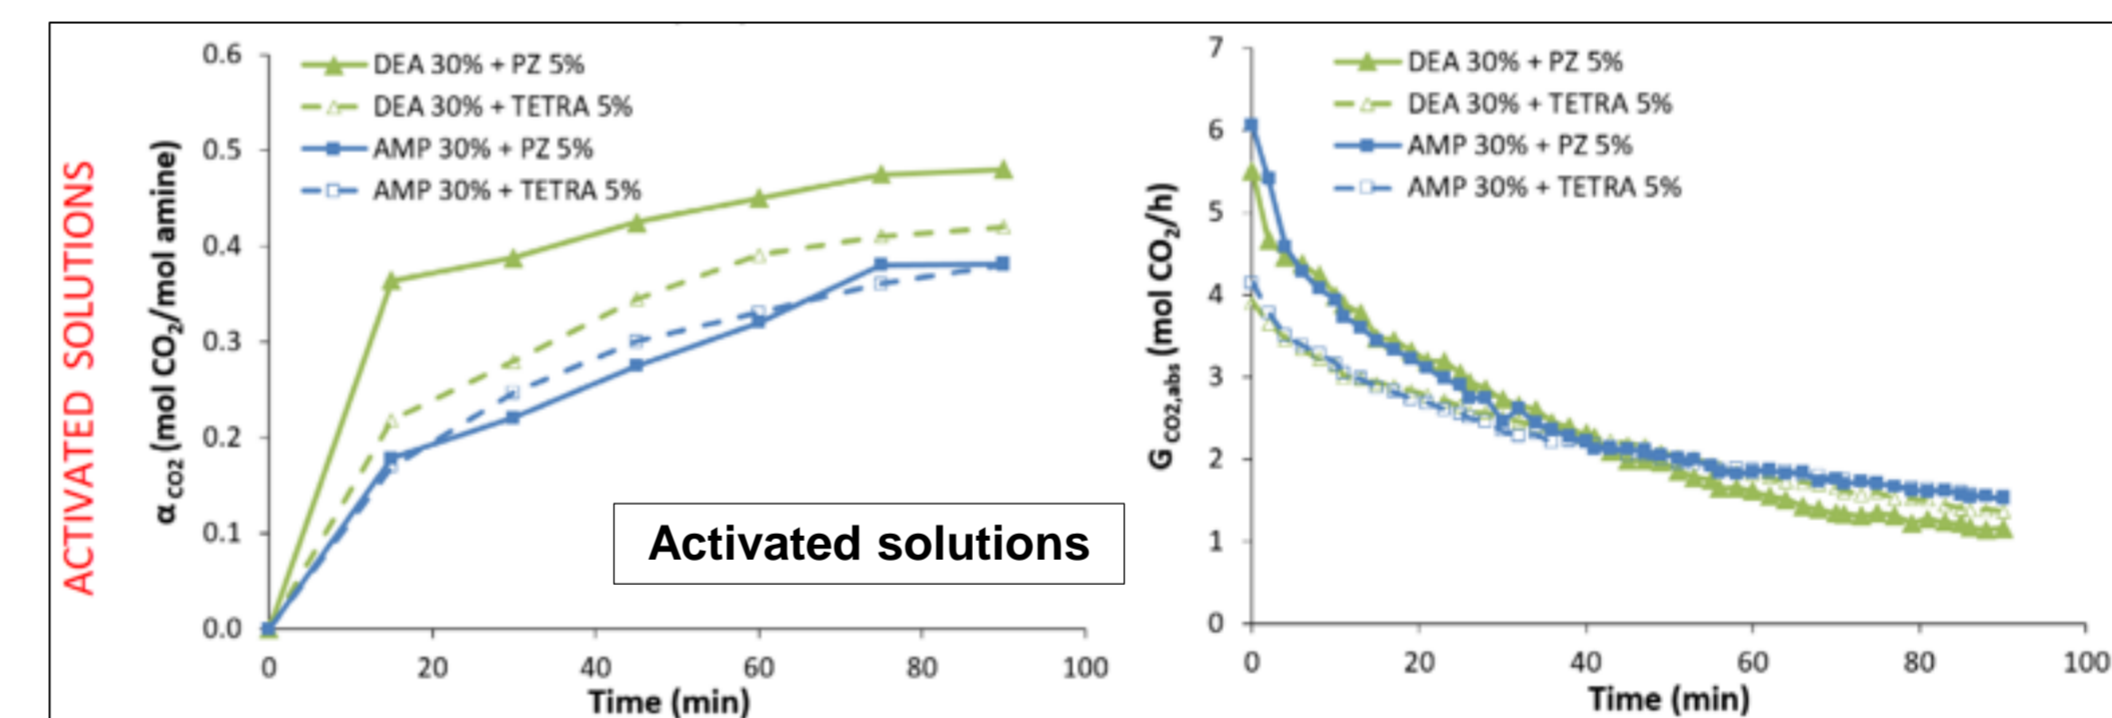 ACTIVATED SOLUTIONS
α CO2 (mol CO2/mol amine)
0.6
0.5
0.4
0.3
0.2
0.1
0.0
DEA 30% + PZ 5%
DEA 30% + TETRA 5%
AMP 30% + PZ 5%
AMP 30% + TETRA 5%
Activated solutions
0 20 40 60 80 100
Time (min)
G CO2,abs (mol CO2/h)
7
6
5
4
3
2
1
0
DEA 30% + PZ 5%
DEA 30% + TETRA 5%
AMP 30% + PZ 5%
AMP 30% + TETRA 5%
0 20 40 60 80 100
Time (min)